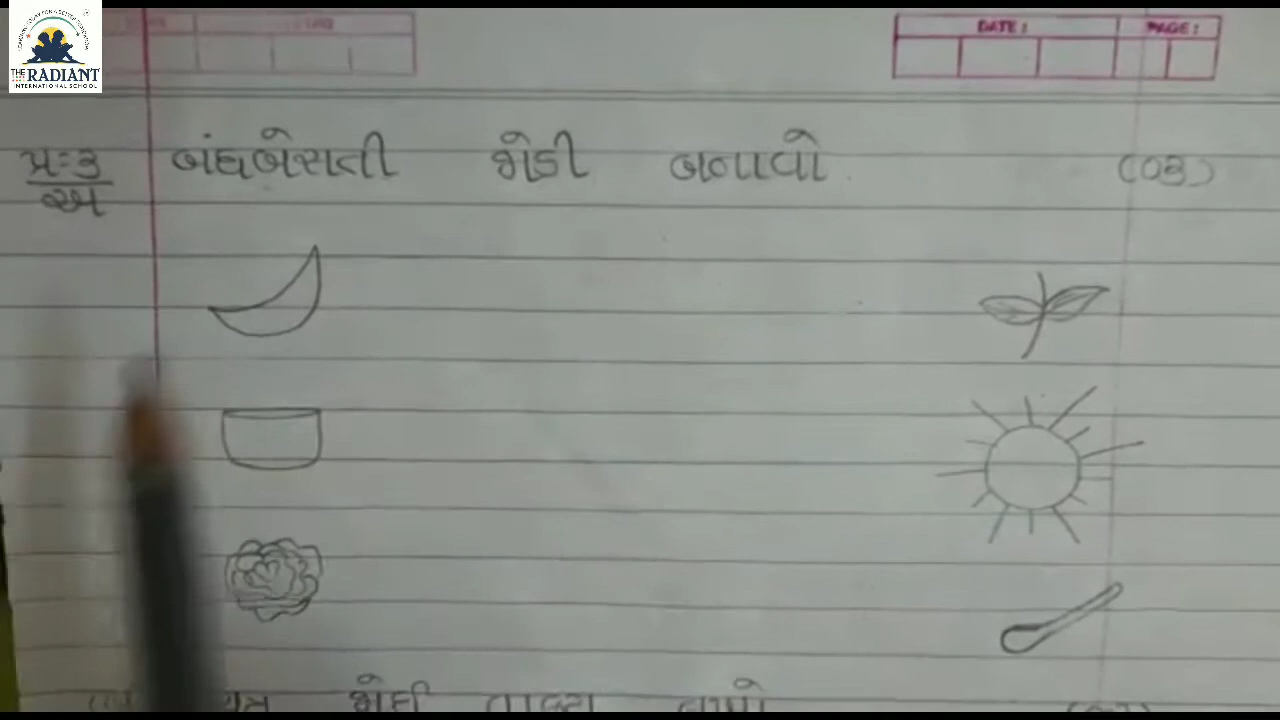 THE RADIANT
INTERNATIONAL SCHOOL
DATE:
PAGE:
પ્ર:૩ બંધબેસતી જોડી બનાવો (૦૩)
અ
જોઈ